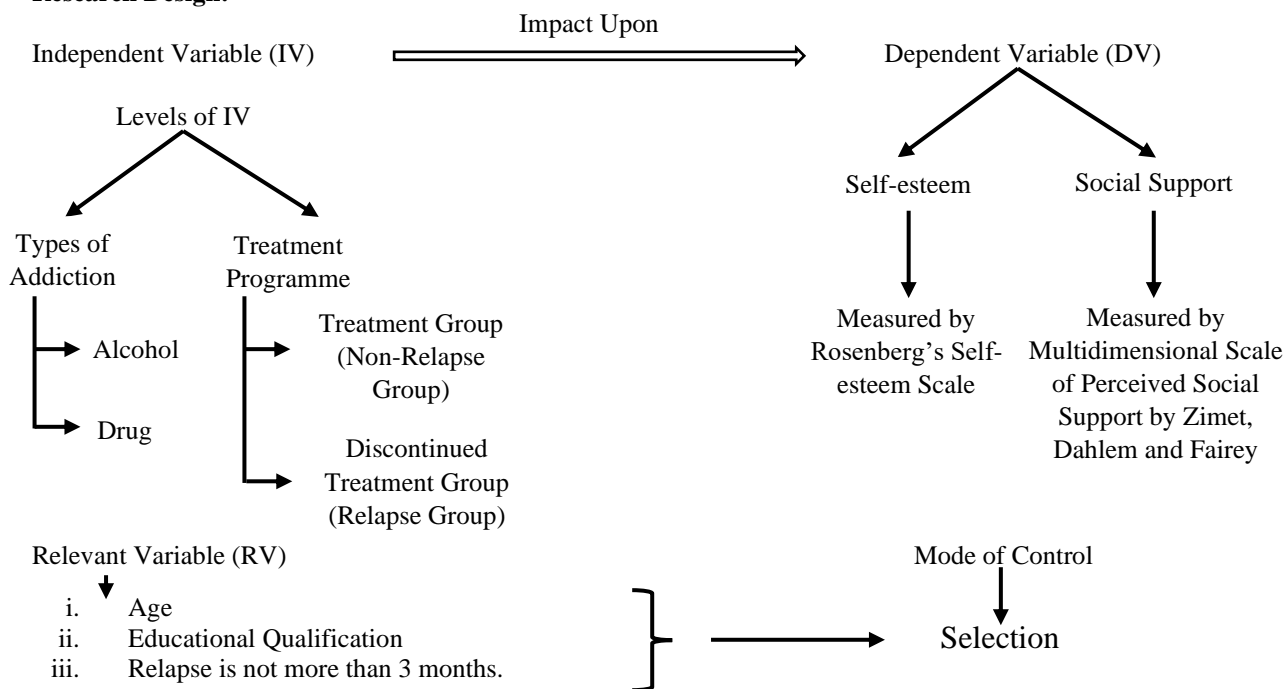 Research Design:
Impact Upon
Independent Variable (IV)
Dependent Variable (DV)
Levels of IV
Self-esteem
Social Support
Types of
Addiction
Treatment
Programme
Alcohol
Drug
Treatment Group
(Non-Relapse
Group)
Discontinued
Treatment Group
(Relapse Group)
Measured by
Rosenberg's Self-
esteem Scale
Measured by
Multidimensional Scale
of Perceived Social
Support by Zimet,
Dahlem and Fairey
Relevant Variable (RV)
i. Age
ii. Educational Qualification
iii. Relapse is not more than 3 months.
Mode of Control
Selection